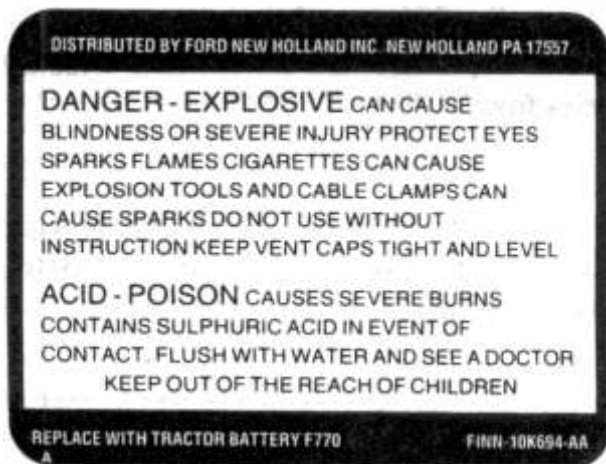 DISTRIBUTED BY FORD NEW HOLLAND INC. NEW HOLLAND PA 17557
DANGER - EXPLOSIVE CAN CAUSE
BLINDNESS OR SEVERE INJURY PROTECT EYES
SPARKS FLAMES CIGARETTES CAN CAUSE
EXPLOSION TOOLS AND CABLE CLAMPS CAN
CAUSE SPARKS DO NOT USE WITHOUT
INSTRUCTION KEEP VENT CAPS TIGHT AND LEVEL
ACID - POISON CAUSES SEVERE BURNS
CONTAINS SULPHURIC ACID IN EVENT OF
CONTACT. FLUSH WITH WATER AND SEE A DOCTOR
KEEP OUT OF THE REACH OF CHILDREN
REPLACE WITH TRACTOR BATTERY F770 FINN-10K694-AA
A